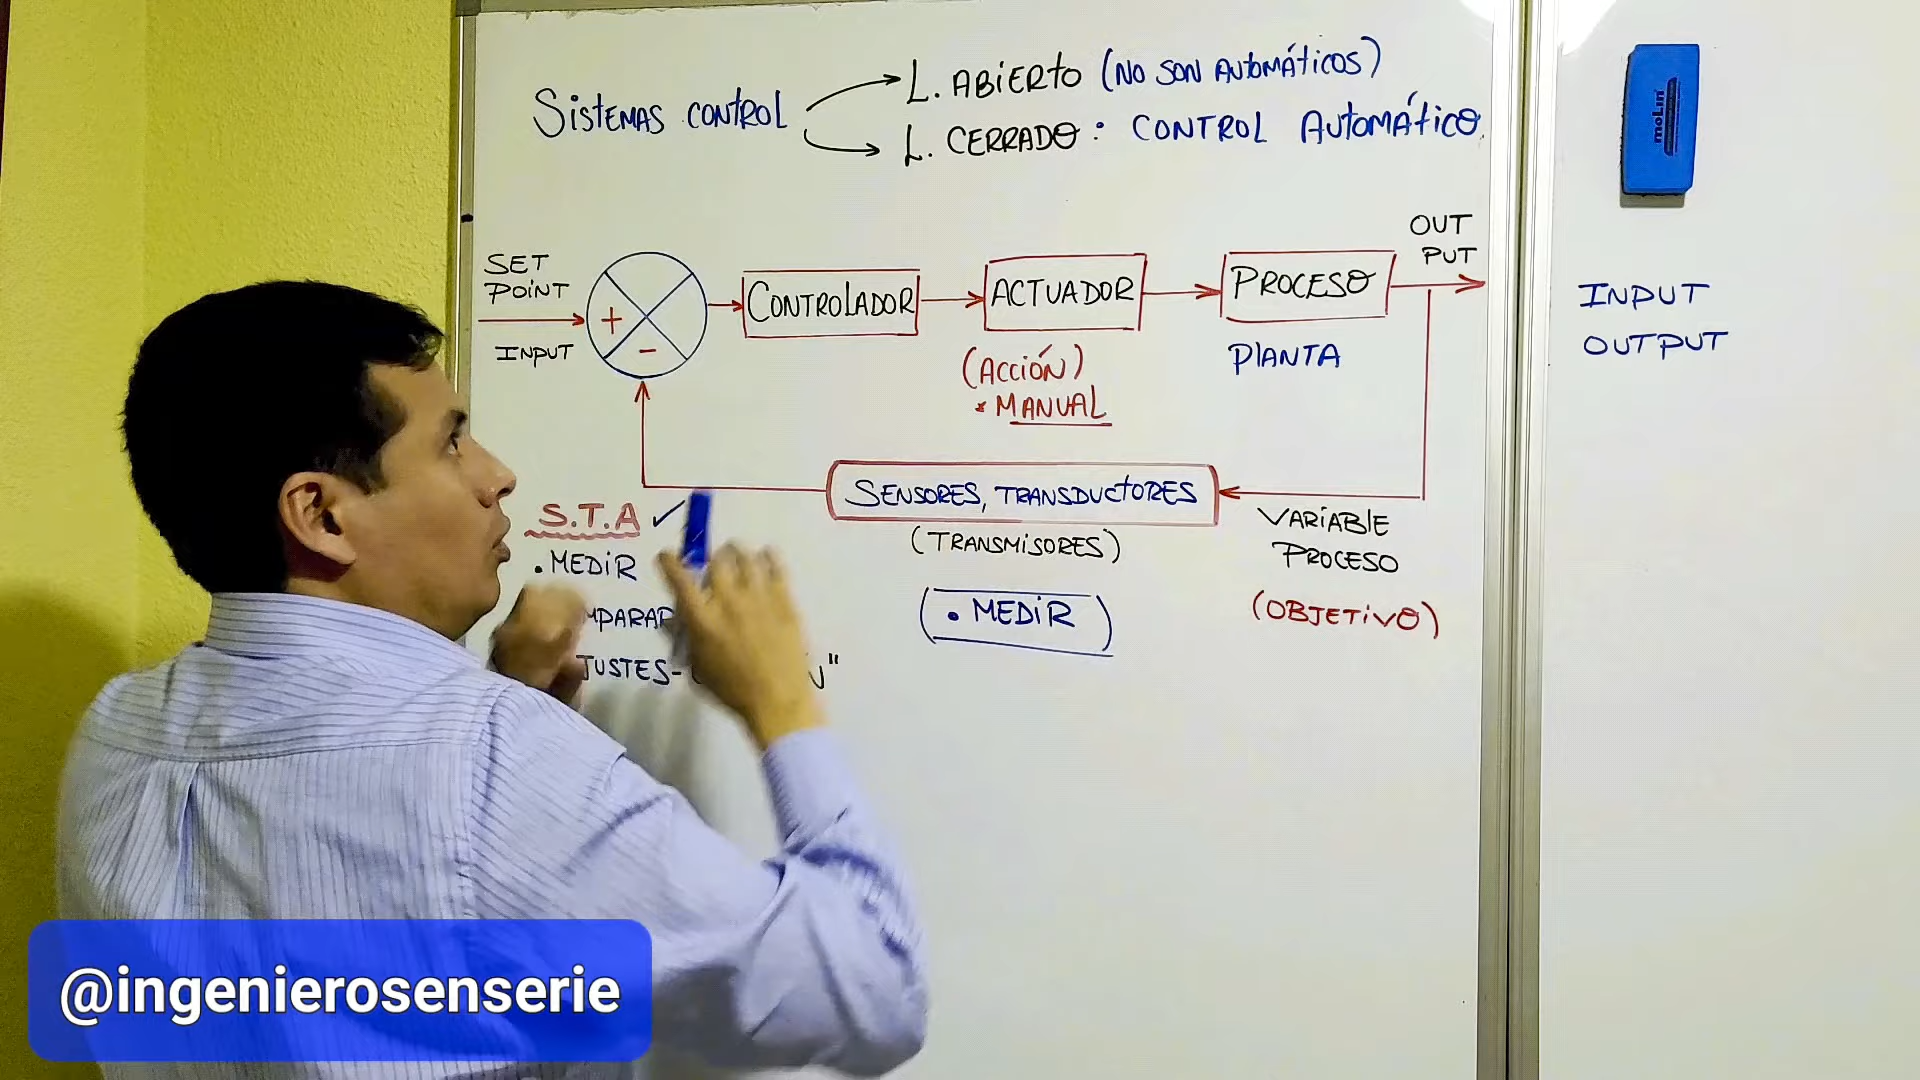 SISTEMAS CONTROL
L. ABIERTO (NO SON AUTOMÁTICOS)
L. CERRADO: CONTROL AUTOMÁTICO.
molin
SET
POINT
INPUT
+
-
CONTROLADOR
ACTUADOR
(ACCIÓN)
* MANUAL
PROCESO
PLANTA
OUT
PUT
INPUT
OUTPUT
SENSORES, TRANSDUCTORES
(TRANSMISORES)
(. MEDIR)
VARIABLE
PROCESO
(OBJETIVO)
S.T.A ✓
. MEDIR
@ingenierosenserie